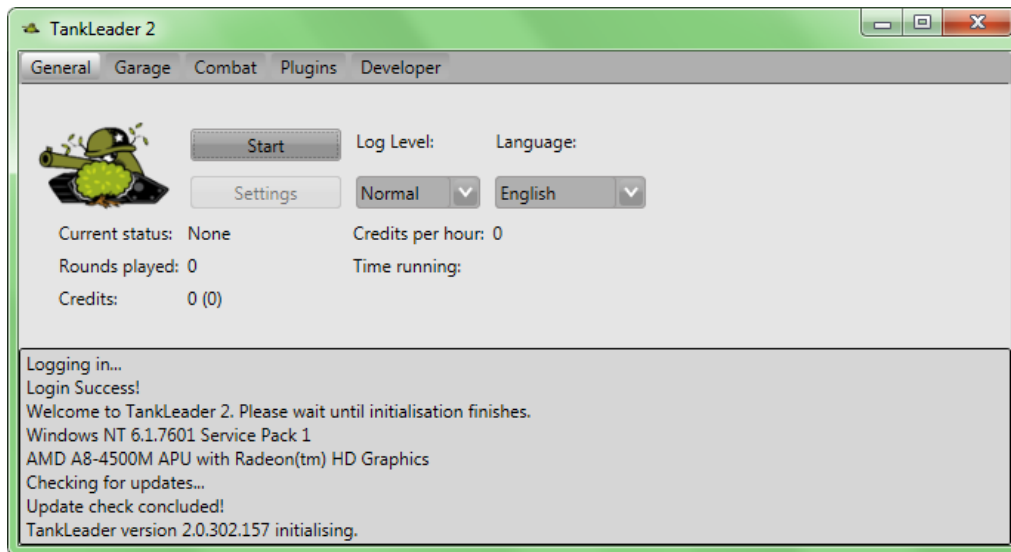 TankLeader 2
General Garage Combat Plugins Developer
Start Log Level: Language:
Settings Normal English
Current status: None Credits per hour: 0
Rounds played: 0 Time running:
Credits: 0 (0)
Logging in...
Login Success!
Welcome to TankLeader 2. Please wait until initialisation finishes.
Windows NT 6.1.7601 Service Pack 1
AMD A8-4500M APU with Radeon(tm) HD Graphics
Checking for updates...
Update check concluded!
TankLeader version 2.0.302.157 initialising.